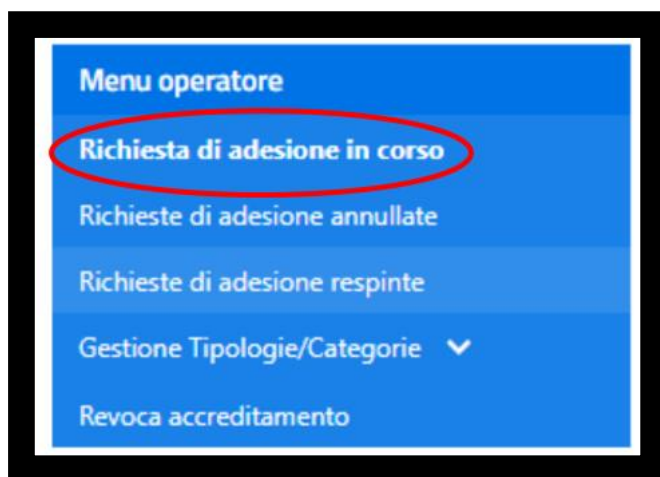 Menu operatore
Richiesta di adesione in corso
Richieste di adesione annullate
Richieste di adesione respinte
Gestione Tipologie/Categorie
Revoca accreditamento